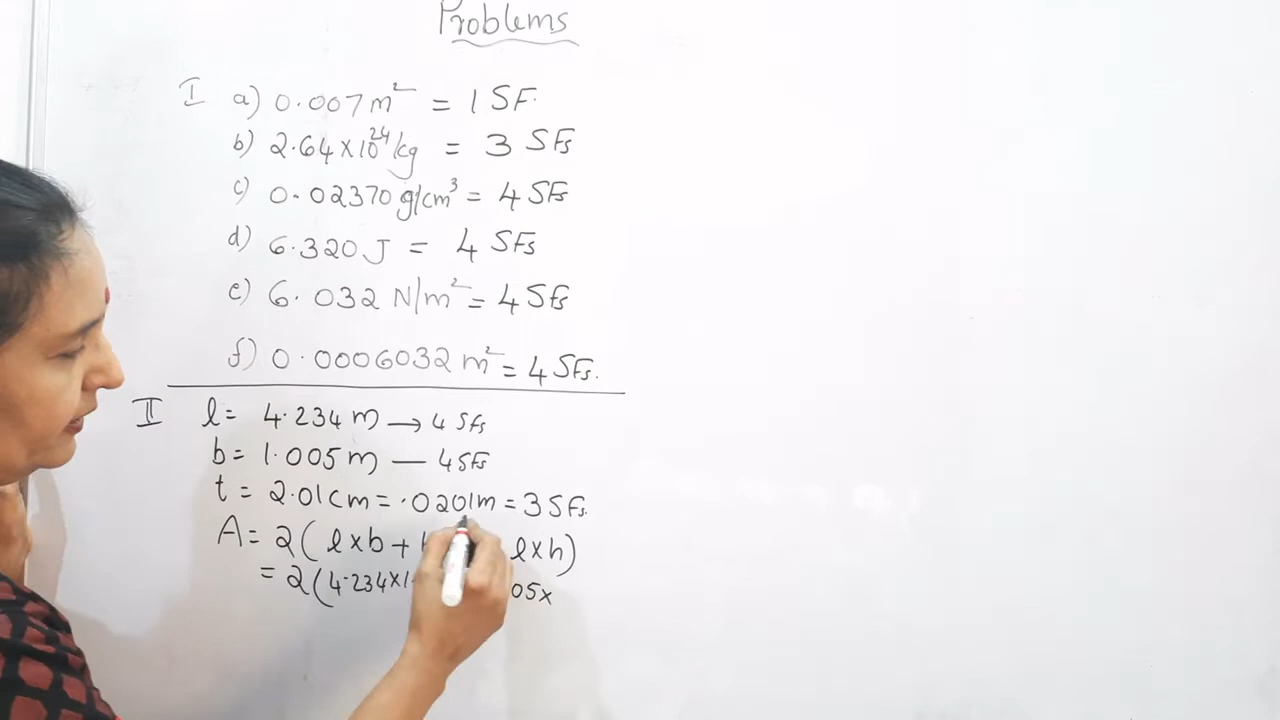 Problems
I a) 0.007 m² = 1 SF.
b) 2.64×10²⁴ kg = 3 SFs
c) 0.02370 g/cm³ = 4 SFs
d) 6.320 J = 4 SFs
e) 6.032 N/m² = 4 Sfs
f) 0.0006032 m² = 4 SFs.
II l = 4.234 m → 4 Sfs
b = 1.005 m — 4 SFs
t = 2.01 cm = .0201 m = 3 SFs.
A = 2 ( l×b + l×h)
= 2 (4.234×1. 05×